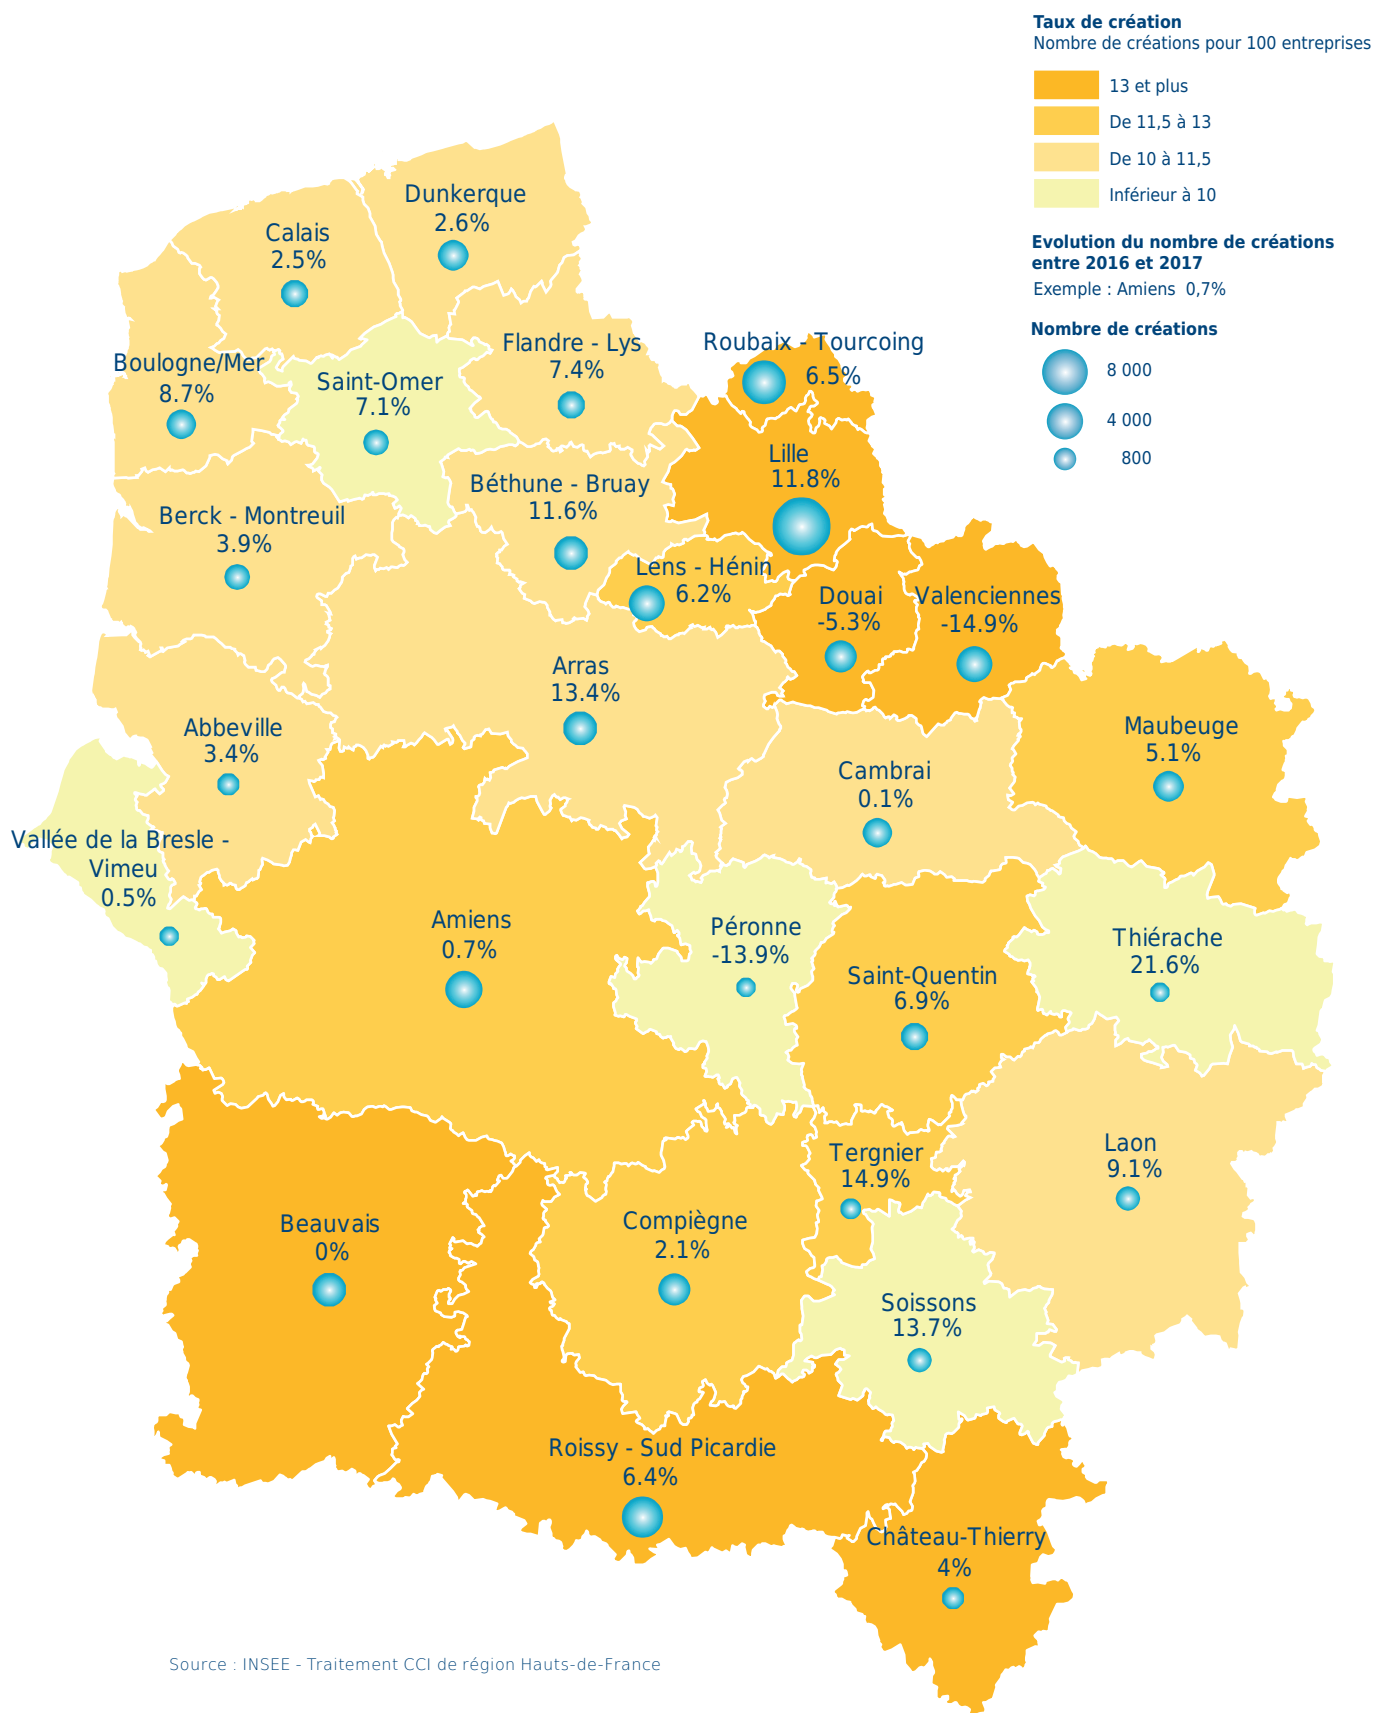 Taux de création
Nombre de créations pour 100 entreprises
13 et plus
De 11,5 à 13
De 10 à 11,5
Inférieur à 10
Evolution du nombre de créations
entre 2016 et 2017
Exemple : Amiens 0,7%
Nombre de créations
8 000
4 000
800
Dunkerque
2.6%
Calais
2.5%
Flandre - Lys
7.4%
Roubaix - Tourcoing
6.5%
Boulogne/Mer
8.7%
Saint-Omer
7.1%
Lille
11.8%
Béthune - Bruay
11.6%
Berck - Montreuil
3.9%
Lens - Hénin
6.2%
Douai
-5.3%
Valenciennes
-14.9%
Arras
13.4%
Abbeville
3.4%
Maubeuge
5.1%
Cambrai
0.1%
Vallée de la Bresle -
Vimeu
0.5%
Amiens
0.7%
Péronne
-13.9%
Thiérache
21.6%
Saint-Quentin
6.9%
Laon
9.1%
Tergnier
14.9%
Beauvais
0%
Compiègne
2.1%
Soissons
13.7%
Roissy - Sud Picardie
6.4%
Château-Thierry
4%
Source : INSEE - Traitement CCI de région Hauts-de-France